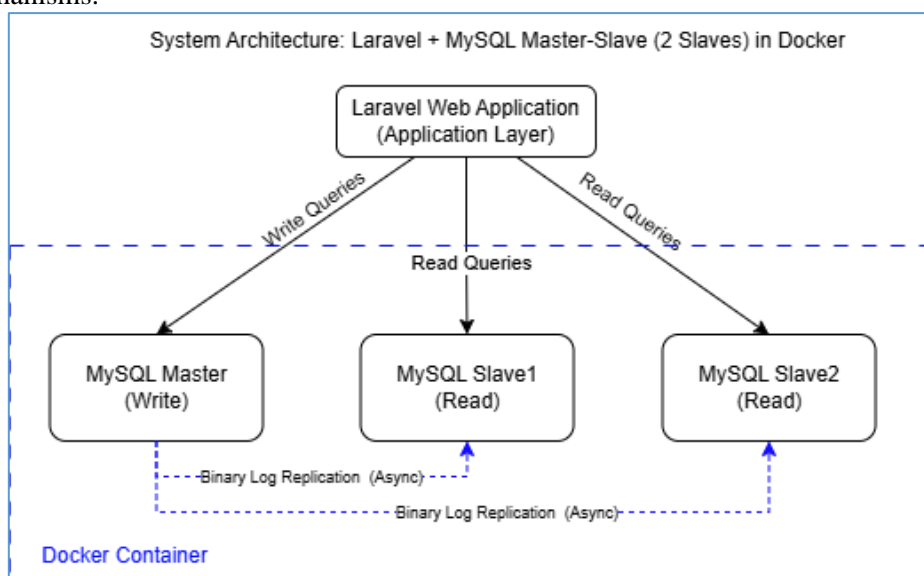 System Architecture: Laravel + MySQL Master-Slave (2 Slaves) in Docker
Laravel Web Application
(Application Layer)
Write Queries
Read Queries
Read Queries
MySQL Master
(Write)
MySQL Slave1
(Read)
MySQL Slave2
(Read)
Binary Log Replication (Async)
Binary Log Replication (Async)
Docker Container